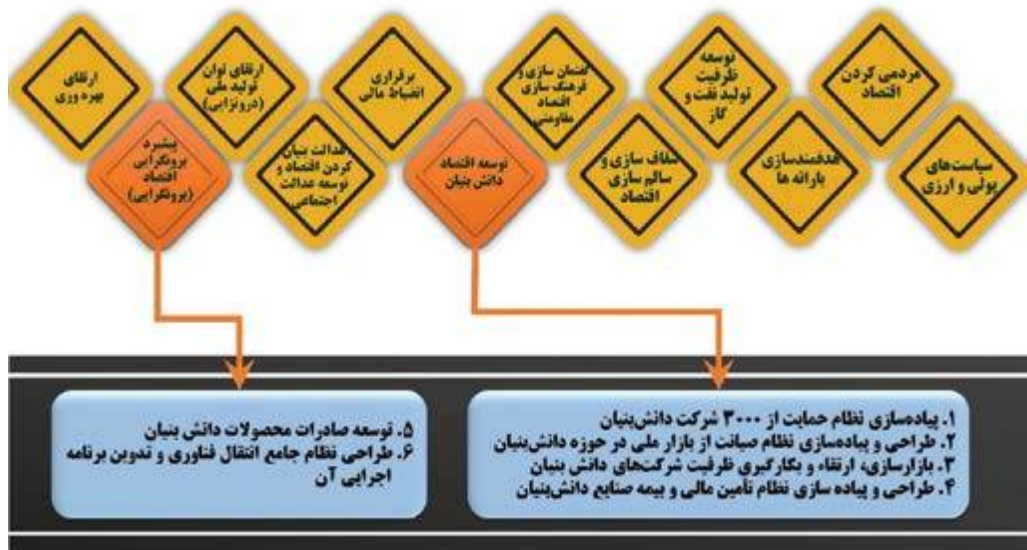 مردمی کردن
اقتصاد
سیاست‌های
پولی و ارزی
توسعه
ظرفیت
تولید نفت و
گاز
هدفمندسازی
یارانه ها
گفتمان سازی و
فرهنگ سازی
اقتصاد
مقاومتی
شفاف سازی و
سالم سازی
اقتصاد
برقراری
انضباط مالی
توسعه اقتصاد
دانش بنیان
ارتقای توان
تولید ملی
(درونزایی)
عدالت بنیان
کردن اقتصاد و
توسعه عدالت
اجتماعی
ارتقای
بهره وری
پیشبرد
برونگرایی
اقتصاد
(برونگرایی)
۱. پیاده‌سازی نظام حمایت از ۳۰۰۰ شرکت دانش‌بنیان
۲. طراحی و پیاده‌سازی نظام صیانت از بازار ملی در حوزه دانش‌بنیان
۳. بازارسازی، ارتقاء و بکارگیری ظرفیت شرکت‌های دانش بنیان
۴. طراحی و پیاده سازی نظام تأمین مالی و بیمه صنایع دانش‌بنیان
۵. توسعه صادرات محصولات دانش بنیان
۶. طراحی نظام جامع انتقال فناوری و تدوین برنامه
اجرایی آن